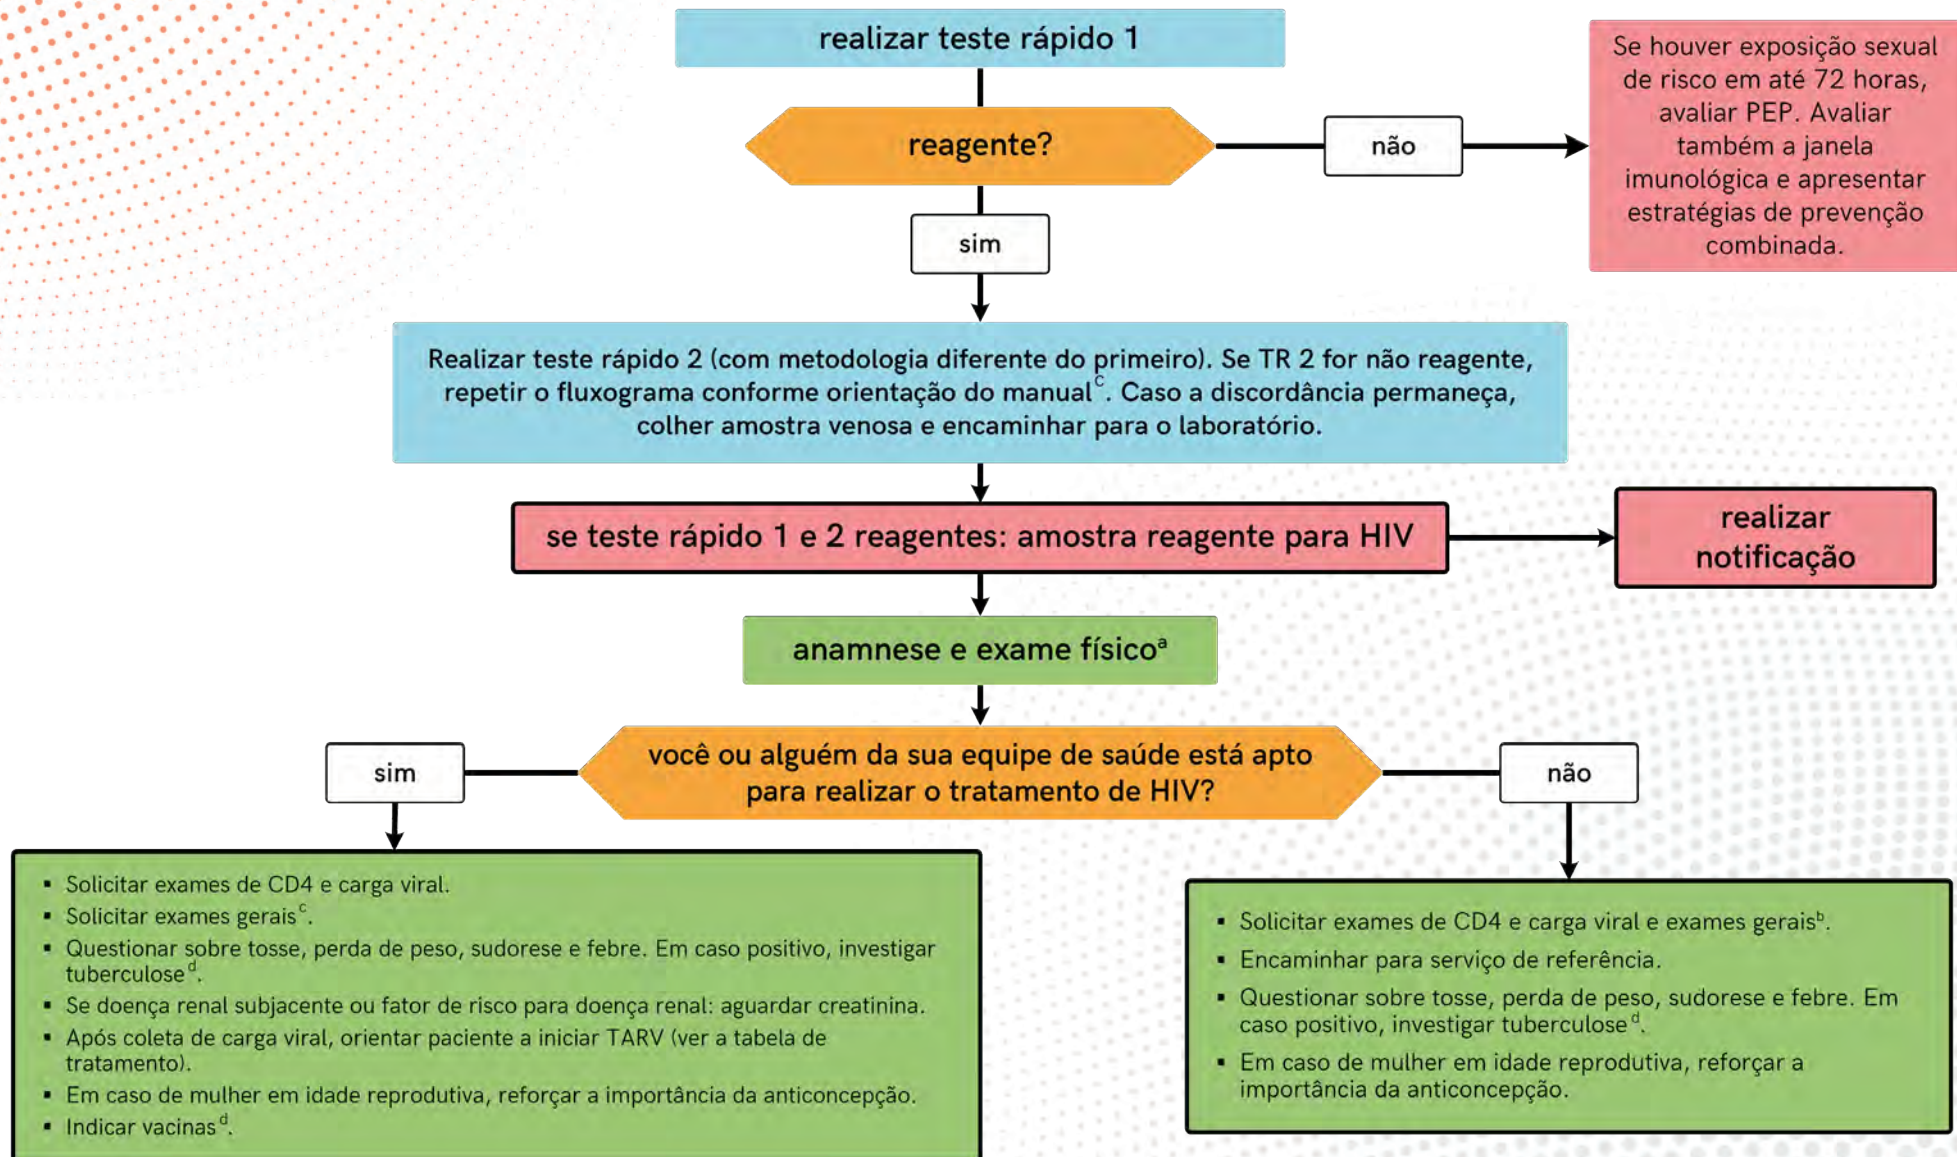 realizar teste rápido 1
reagente?
não
Se houver exposição sexual
de risco em até 72 horas,
avaliar PEP. Avaliar
também a janela
imunológica e apresentar
estratégias de prevenção
combinada.
sim
Realizar teste rápido 2 (com metodologia diferente do primeiro). Se TR 2 for não reagente,
repetir o fluxograma conforme orientação do manualᶜ. Caso a discordância permaneça,
colher amostra venosa e encaminhar para o laboratório.
se teste rápido 1 e 2 reagentes: amostra reagente para HIV
realizar
notificação
anamnese e exame físicoᵃ
você ou alguém da sua equipe de saúde está apto
para realizar o tratamento de HIV?
sim
▪ Solicitar exames de CD4 e carga viral.
▪ Solicitar exames geraisᶜ.
▪ Questionar sobre tosse, perda de peso, sudorese e febre. Em caso positivo, investigar
tuberculoseᵈ.
▪ Se doença renal subjacente ou fator de risco para doença renal: aguardar creatinina.
▪ Após coleta de carga viral, orientar paciente a iniciar TARV (ver a tabela de
tratamento).
▪ Em caso de mulher em idade reprodutiva, reforçar a importância da anticoncepção.
▪ Indicar vacinasᵈ.
não
▪ Solicitar exames de CD4 e carga viral e exames geraisᵇ.
▪ Encaminhar para serviço de referência.
▪ Questionar sobre tosse, perda de peso, sudorese e febre. Em
caso positivo, investigar tuberculoseᵈ.
▪ Em caso de mulher em idade reprodutiva, reforçar a
importância da anticoncepção.